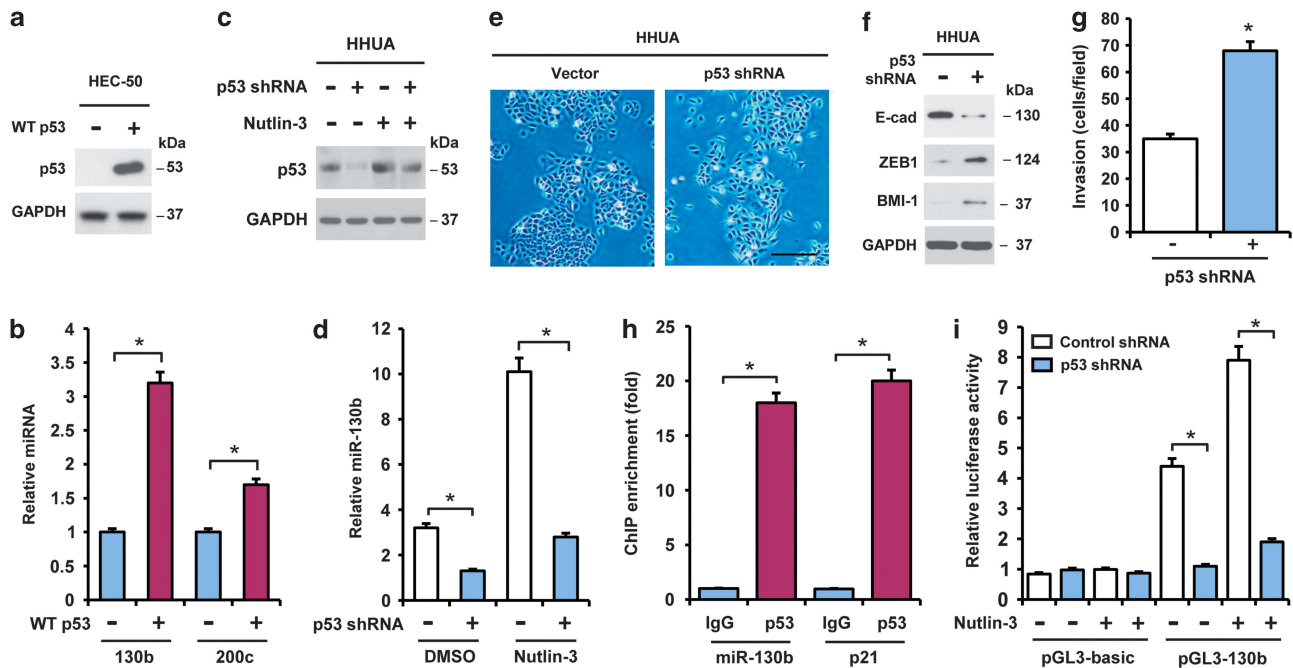 a
HEC-50
WT p53 - +
kDa
p53 – 53
GAPDH – 37
c
HHUA
p53 shRNA - + - +
Nutlin-3 - - + +
kDa
p53 – 53
GAPDH – 37
e
HHUA
Vector p53 shRNA
f
HHUA
p53
shRNA - +
kDa
E-cad – 130
ZEB1 – 124
BMI-1 – 37
GAPDH – 37
g
Invasion (cells/field)
80
70
60
50
40
30
20
10
0
*
- +
p53 shRNA
b
Relative miRNA
4
3.5
3
2.5
2
1.5
1
0.5
0
* *
WT p53 - + - +
130b 200c
d
Relative miR-130b
12
10
8
6
4
2
0
* *
p53 shRNA - + - +
DMSO Nutlin-3
h
ChIP enrichment (fold)
25
20
15
10
5
0
* *
IgG p53 IgG p53
miR-130b p21
i
Relative luciferase activity
9
8
7
6
5
4
3
2
1
0
Control shRNA
p53 shRNA
* *
Nutlin-3 - - + + - - + +
pGL3-basic pGL3-130b